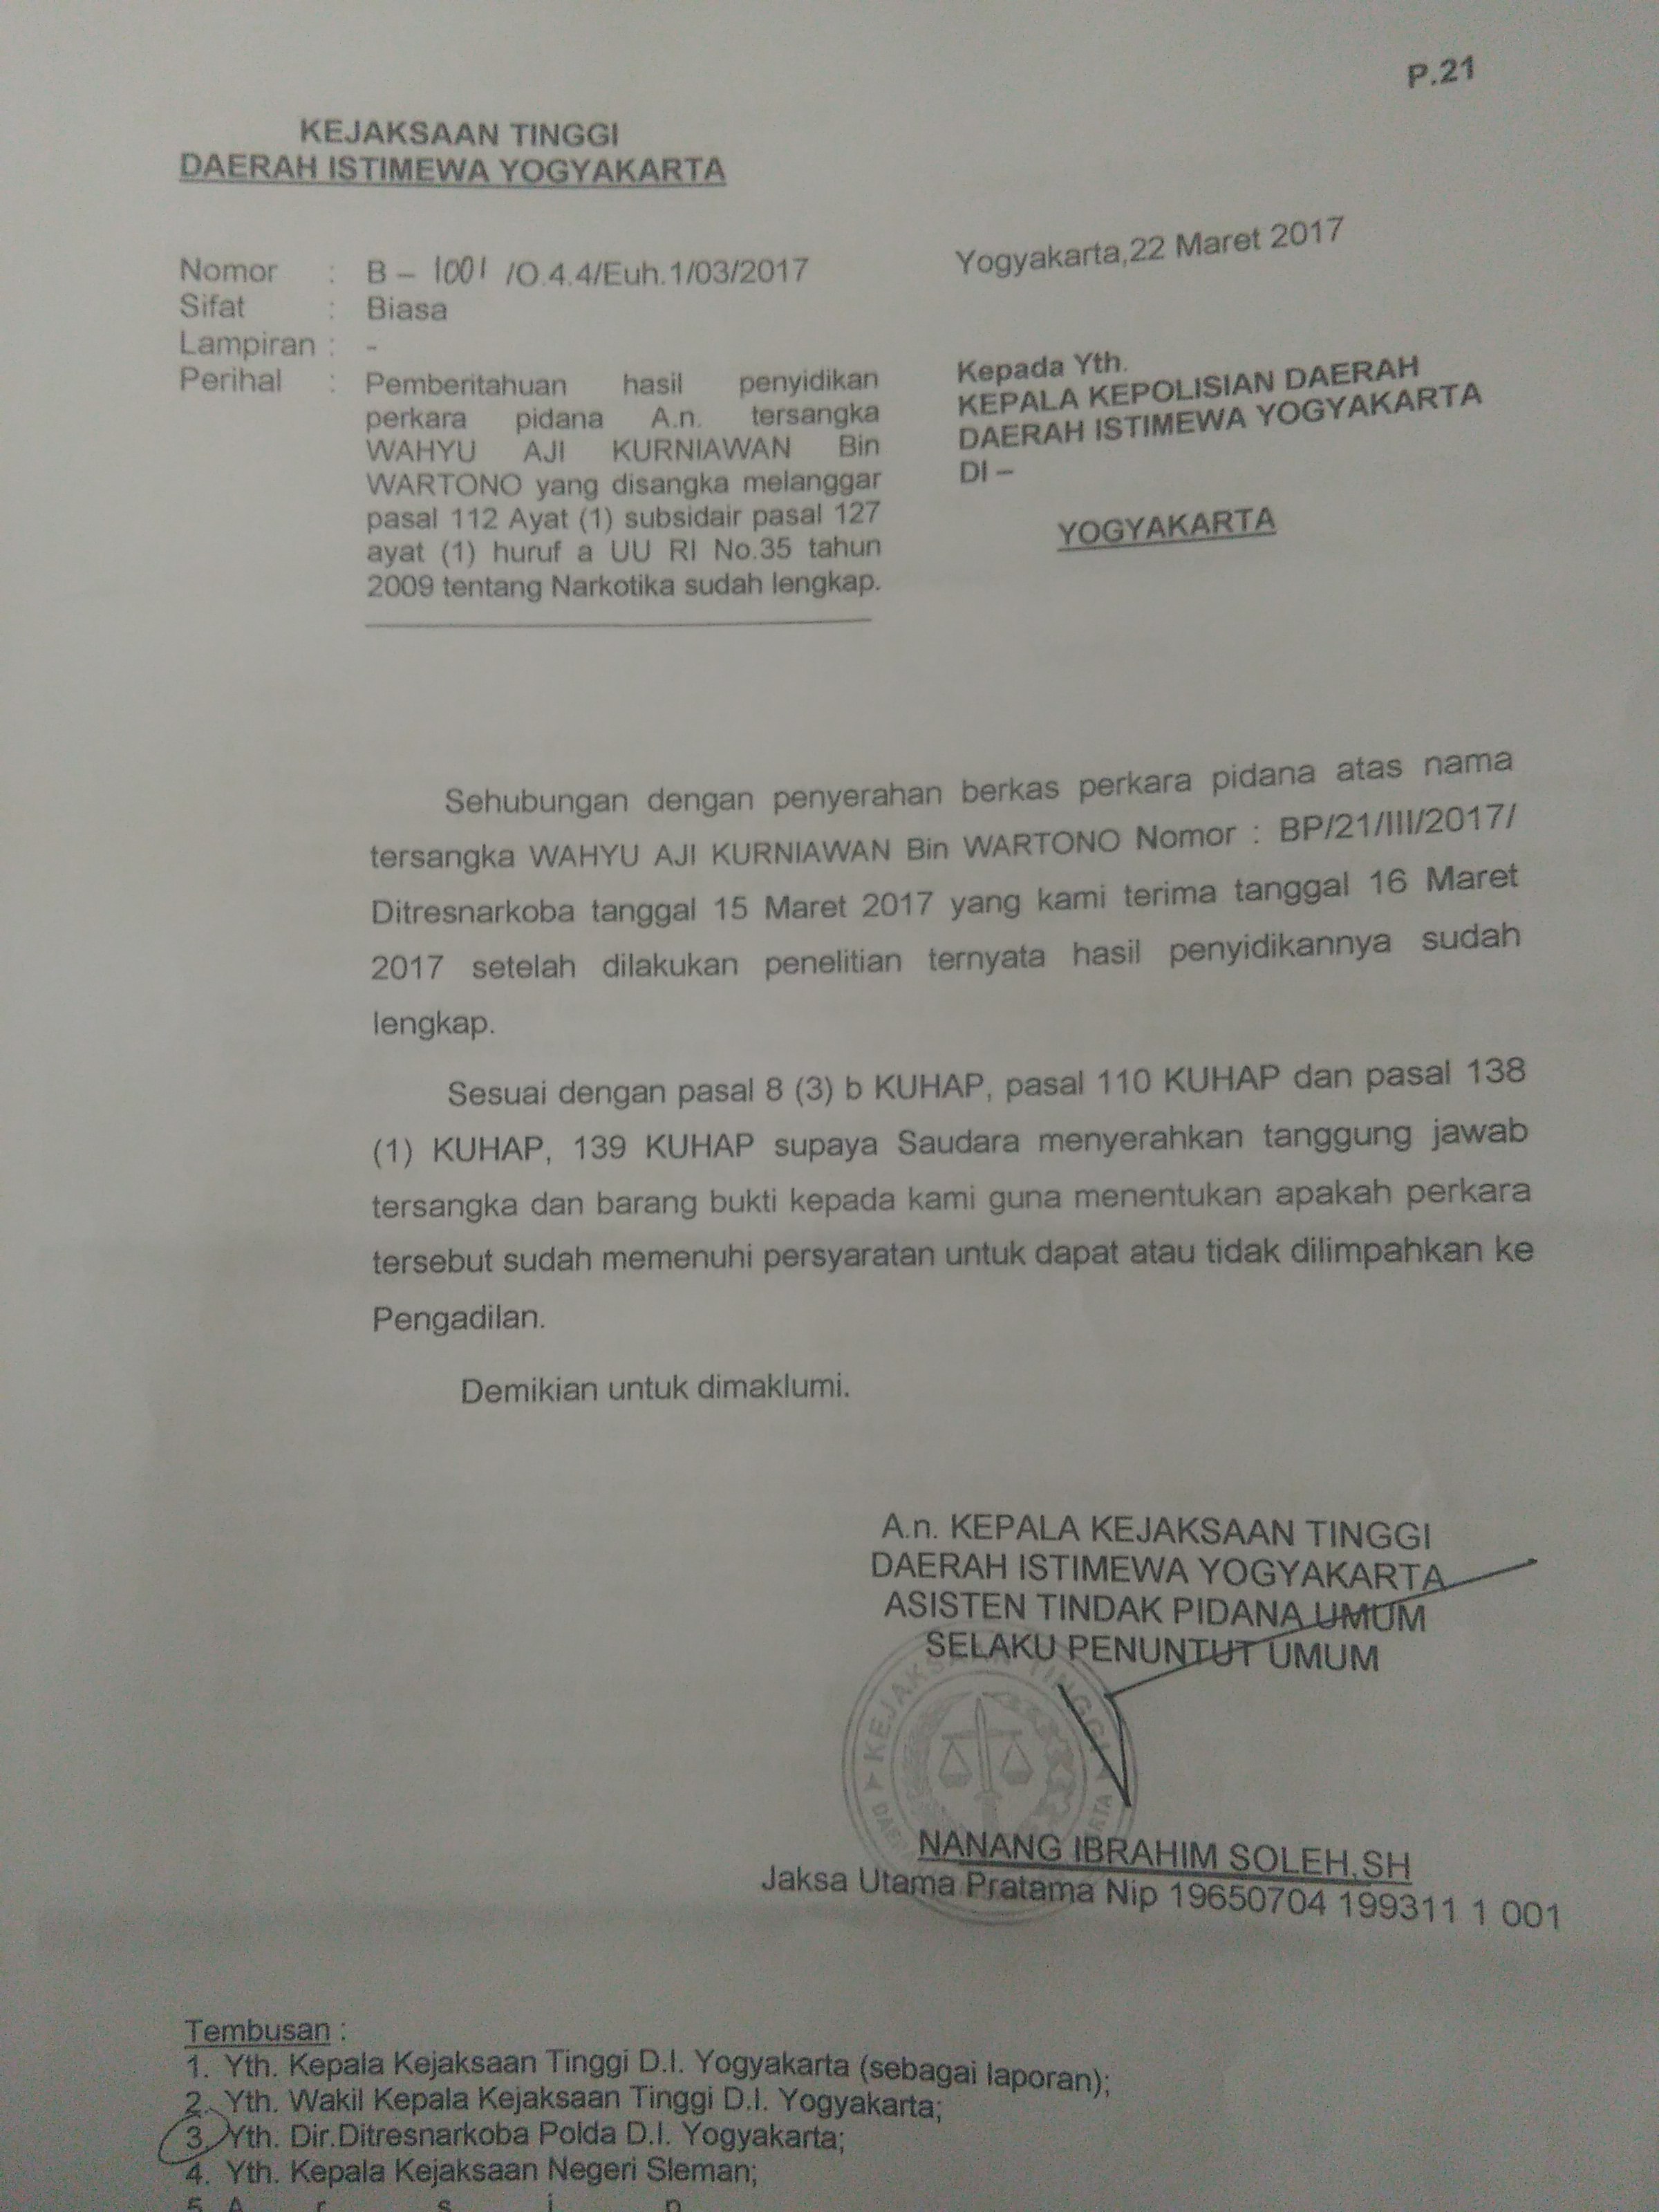 P.21
KEJAKSAAN TINGGI
DAERAH ISTIMEWA YOGYAKARTA
Yogyakarta,22 Maret 2017
Nomor : B – 1001 /O.4.4/Euh.1/03/2017
Sifat : Biasa
Lampiran : -
Perihal : Pemberitahuan hasil penyidikan
perkara pidana A.n. tersangka
WAHYU AJI KURNIAWAN Bin
WARTONO yang disangka melanggar
pasal 112 Ayat (1) subsidair pasal 127
ayat (1) huruf a UU RI No.35 tahun
2009 tentang Narkotika sudah lengkap.
Kepada Yth.
KEPALA KEPOLISIAN DAERAH
DAERAH ISTIMEWA YOGYAKARTA
DI –
YOGYAKARTA
Sehubungan dengan penyerahan berkas perkara pidana atas nama
tersangka WAHYU AJI KURNIAWAN Bin WARTONO Nomor : BP/21/III/2017/
Ditresnarkoba tanggal 15 Maret 2017 yang kami terima tanggal 16 Maret
2017 setelah dilakukan penelitian ternyata hasil penyidikannya sudah
lengkap.
Sesuai dengan pasal 8 (3) b KUHAP, pasal 110 KUHAP dan pasal 138
(1) KUHAP, 139 KUHAP supaya Saudara menyerahkan tanggung jawab
tersangka dan barang bukti kepada kami guna menentukan apakah perkara
tersebut sudah memenuhi persyaratan untuk dapat atau tidak dilimpahkan ke
Pengadilan.
Demikian untuk dimaklumi.
A.n. KEPALA KEJAKSAAN TINGGI
DAERAH ISTIMEWA YOGYAKARTA
ASISTEN TINDAK PIDANA UMUM
SELAKU PENUNTUT UMUM
KEJAKSAAN TINGGI
NANANG IBRAHIM SOLEH,SH
Jaksa Utama Pratama Nip 19650704 199311 1 001
Tembusan :
1. Yth. Kepala Kejaksaan Tinggi D.I. Yogyakarta (sebagai laporan);
2. Yth. Wakil Kepala Kejaksaan Tinggi D.I. Yogyakarta;
3. Yth. Dir.Ditresnarkoba Polda D.I. Yogyakarta;
4. Yth. Kepala Kejaksaan Negeri Sleman;
5. A r s i p